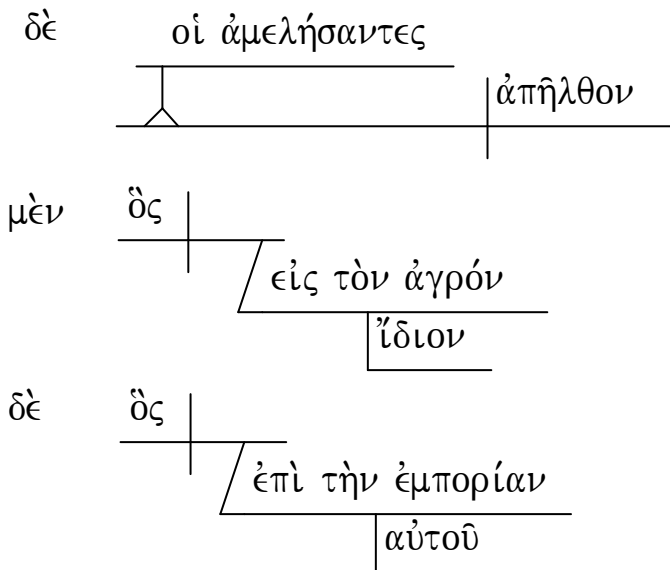 δὲ οἱ ἀμελήσαντες
ἀπῆλθον
μὲν ὃς
εἰς τὸν ἀγρόν
ἴδιον
δὲ ὃς
ἐπὶ τὴν ἐμπορίαν
αὐτοῦ